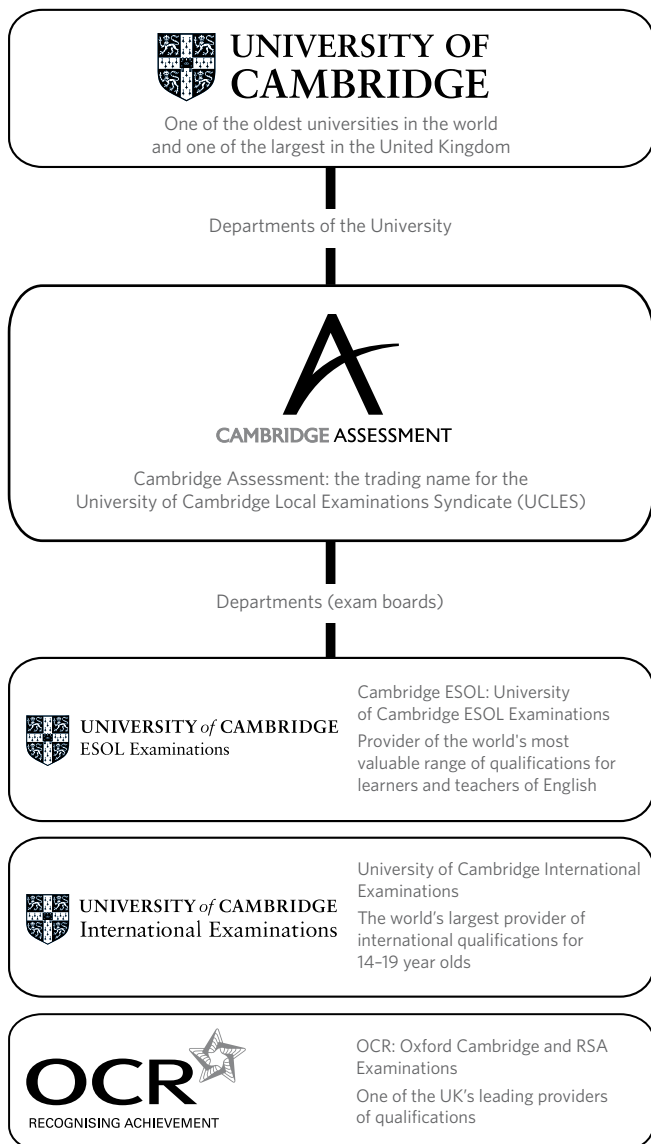 UNIVERSITY OF
CAMBRIDGE
One of the oldest universities in the world
and one of the largest in the United Kingdom
Departments of the University
CAMBRIDGE ASSESSMENT
Cambridge Assessment: the trading name for the
University of Cambridge Local Examinations Syndicate (UCLES)
Departments (exam boards)
UNIVERSITY of CAMBRIDGE
ESOL Examinations
Cambridge ESOL: University
of Cambridge ESOL Examinations
Provider of the world's most
valuable range of qualifications for
learners and teachers of English
UNIVERSITY of CAMBRIDGE
International Examinations
University of Cambridge International
Examinations
The world’s largest provider of
international qualifications for
14–19 year olds
OCR
RECOGNISING ACHIEVEMENT
OCR: Oxford Cambridge and RSA
Examinations
One of the UK’s leading providers
of qualifications